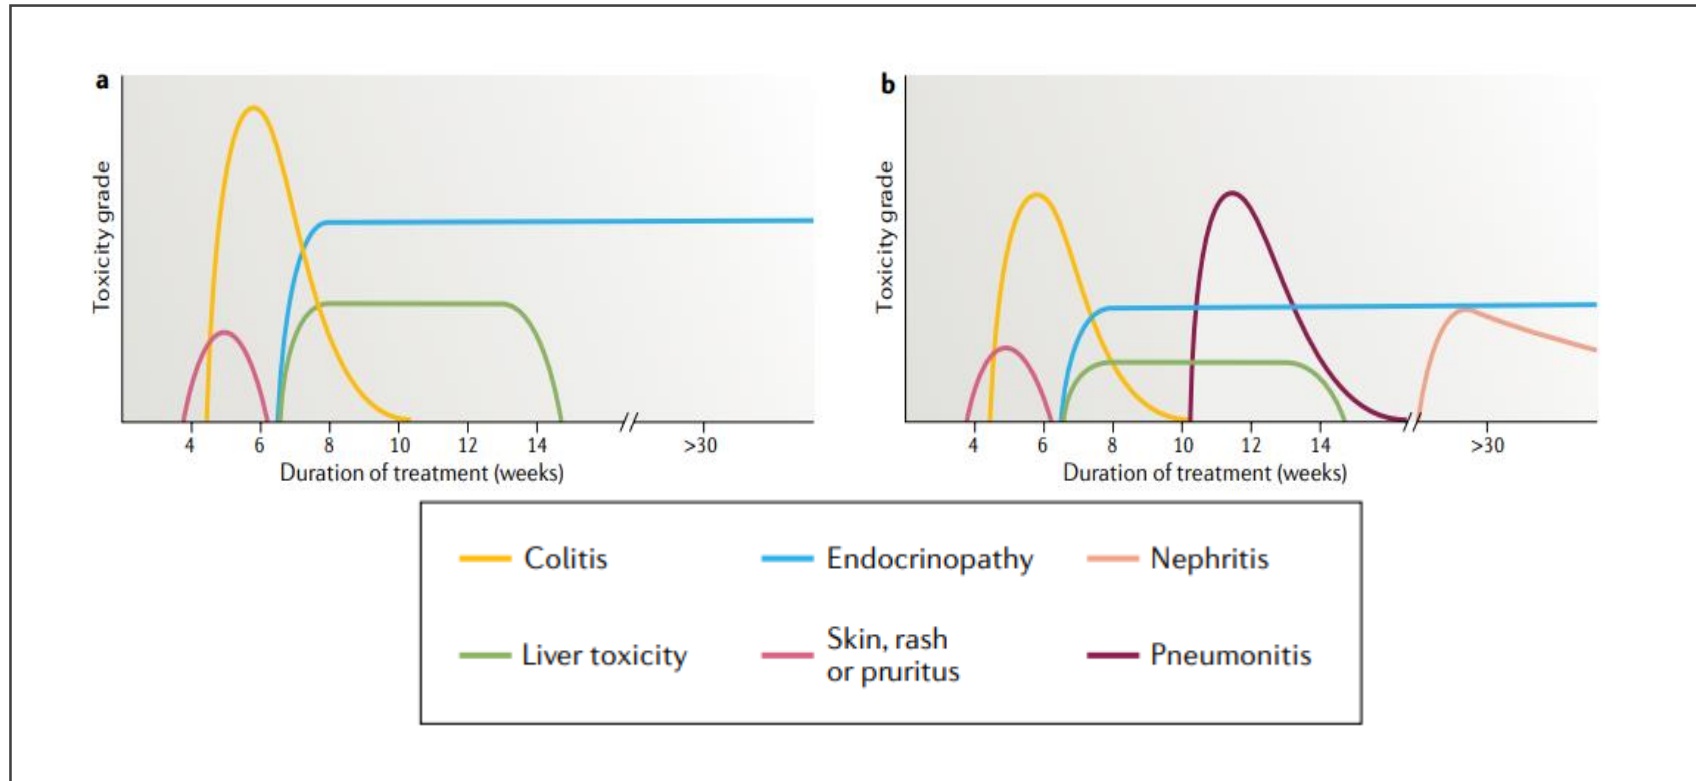 a
Toxicity grade
4 6 8 10 12 14 >30
Duration of treatment (weeks)
b
Toxicity grade
4 6 8 10 12 14 >30
Duration of treatment (weeks)
Colitis
Endocrinopathy
Nephritis
Liver toxicity
Skin, rash
or pruritus
Pneumonitis